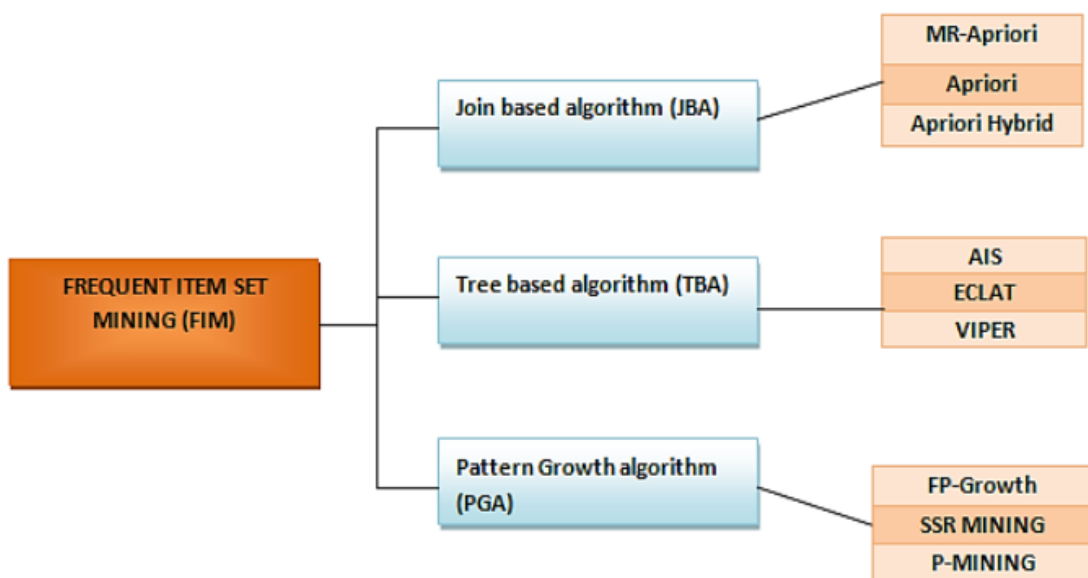 FREQUENT ITEM SET
MINING (FIM)
Join based algorithm (JBA)
MR-Apriori
Apriori
Apriori Hybrid
Tree based algorithm (TBA)
AIS
ECLAT
VIPER
Pattern Growth algorithm
(PGA)
FP-Growth
SSR MINING
P-MINING